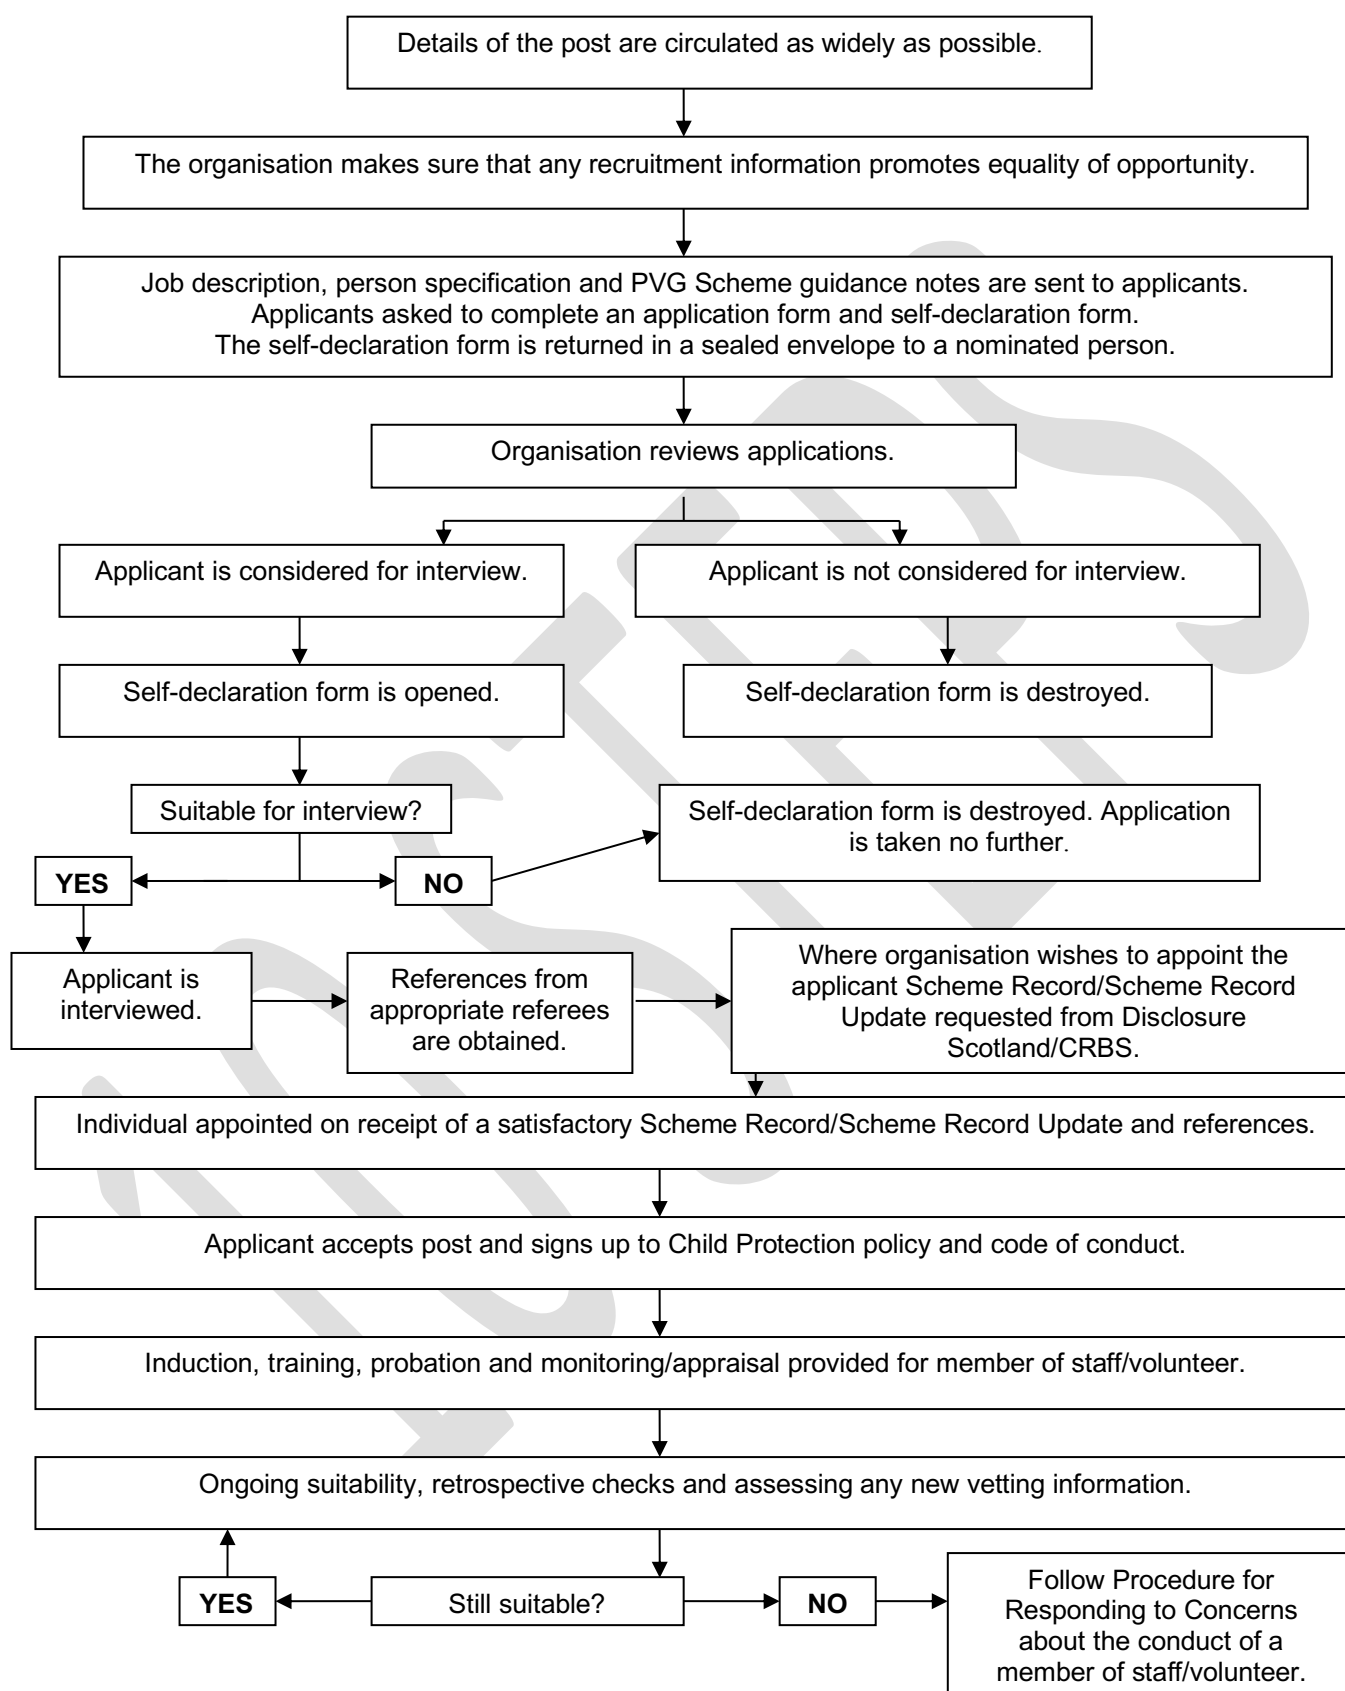 Details of the post are circulated as widely as possible.
The organisation makes sure that any recruitment information promotes equality of opportunity.
Job description, person specification and PVG Scheme guidance notes are sent to applicants.
Applicants asked to complete an application form and self-declaration form.
The self-declaration form is returned in a sealed envelope to a nominated person.
Organisation reviews applications.
Applicant is considered for interview.
Applicant is not considered for interview.
Self-declaration form is opened.
Self-declaration form is destroyed.
Suitable for interview?
Self-declaration form is destroyed. Application
is taken no further.
YES
NO
Applicant is
interviewed.
References from
appropriate referees
are obtained.
Where organisation wishes to appoint the
applicant Scheme Record/Scheme Record
Update requested from Disclosure
Scotland/CRBS.
Individual appointed on receipt of a satisfactory Scheme Record/Scheme Record Update and references.
Applicant accepts post and signs up to Child Protection policy and code of conduct.
Induction, training, probation and monitoring/appraisal provided for member of staff/volunteer.
Ongoing suitability, retrospective checks and assessing any new vetting information.
YES
Still suitable?
NO
Follow Procedure for
Responding to Concerns
about the conduct of a
member of staff/volunteer.